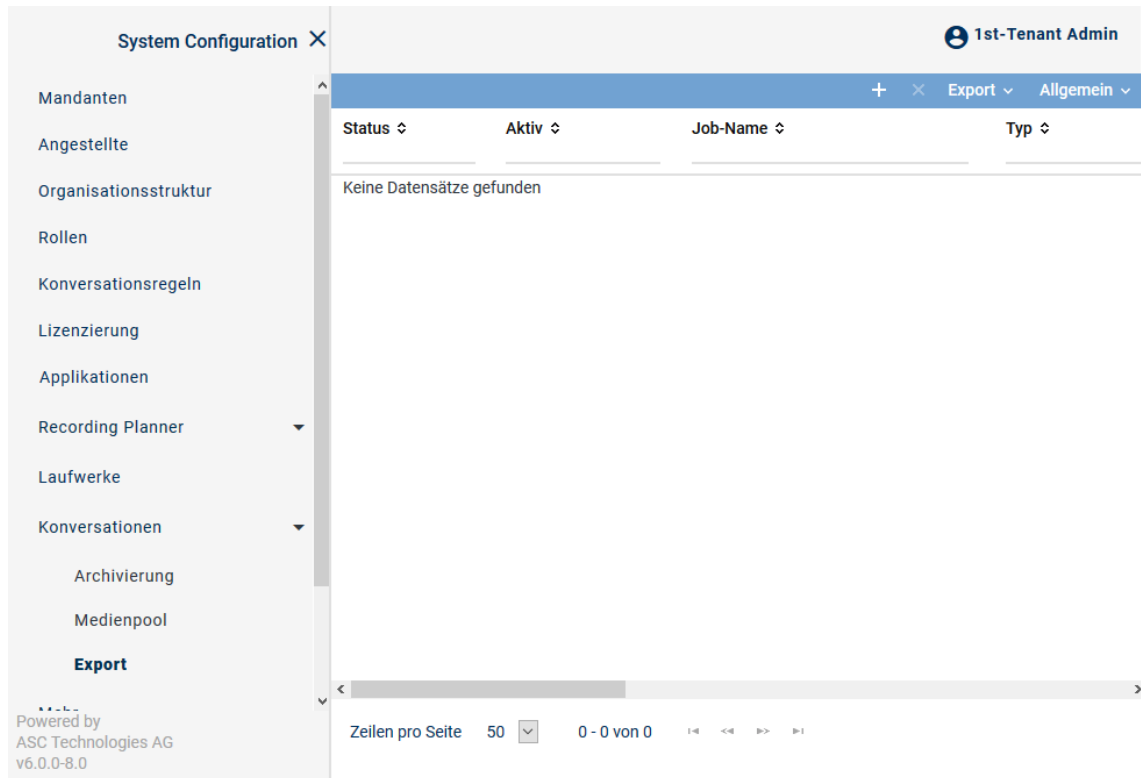 System Configuration
1st-Tenant Admin
Mandanten
Angestellte
Organisationsstruktur
Rollen
Konversationsregeln
Lizenzierung
Applikationen
Recording Planner
Laufwerke
Konversationen
Archivierung
Medienpool
Export
Powered by
ASC Technologies AG
v6.0.0-8.0
Export Allgemein
Status Aktiv Job-Name Typ
Keine Datensätze gefunden
Zeilen pro Seite 50 0 - 0 von 0